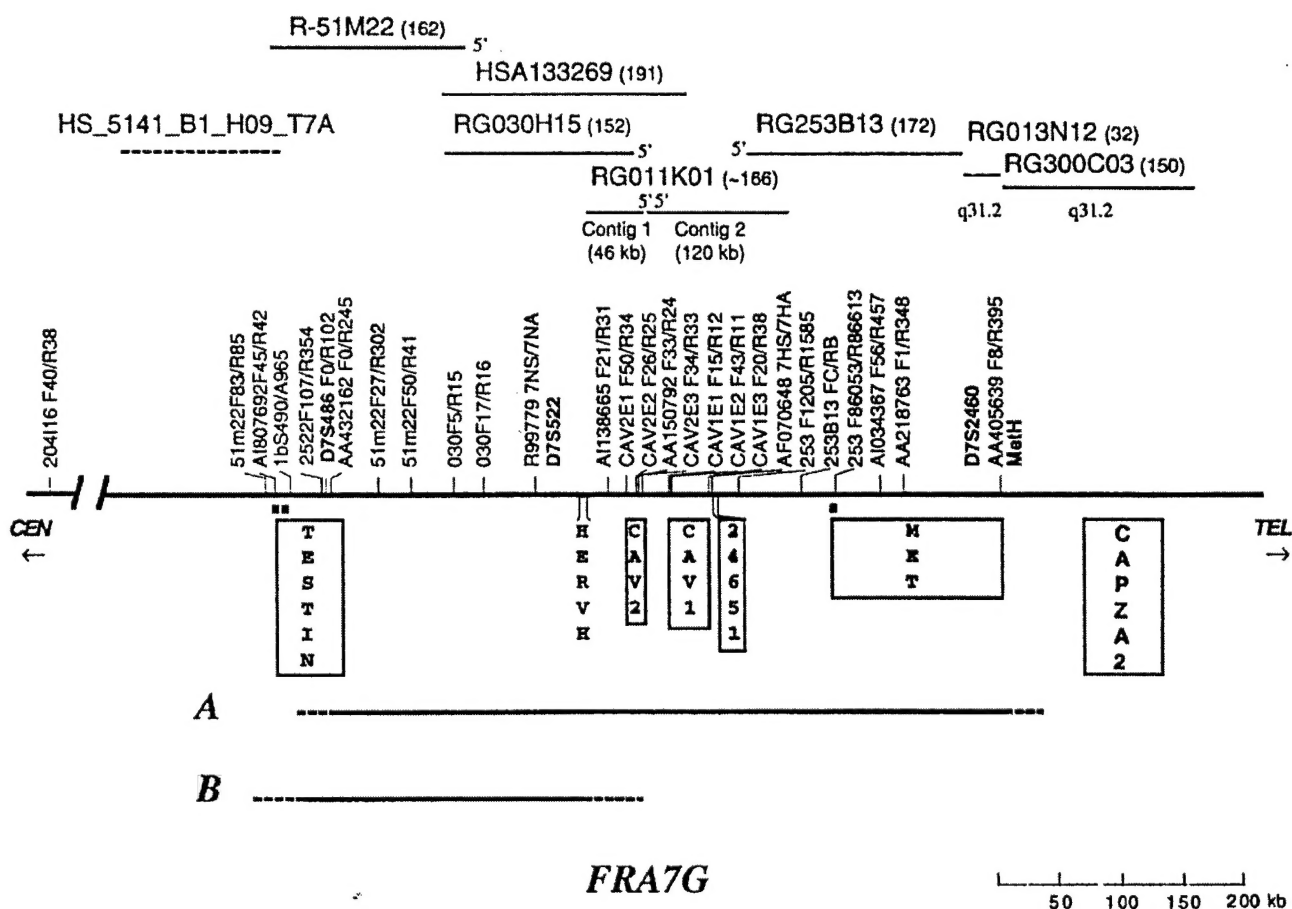 R-51M22 (162)
5'
HSA133269 (191)
HS_5141_B1_H09_T7A
RG030H15 (152)
5'
5'
RG253B13 (172)
RG013N12 (32)
RG011K01 (~166)
RG300C03 (150)
5'5'
Contig 1
(46 kb)
Contig 2
(120 kb)
q31.2
q31.2
204I16 F40/R38
51m22F83/R85
AI807692F45/R42
1bS490/A965
2522F107/R354
D7S486 F0/R102
AA432162 F0/R245
51m22F27/R302
51m22F50/R41
030F5/R15
030F17/R16
R99779 7NS/7NA
D7S522
AI138665 F21/R31
CAV2E1 F50/R34
CAV2E2 F26/R25
AA150792 F33/R24
CAV2E3 F34/R33
CAV1E1 F15/R12
CAV1E2 F43/R11
CAV1E3 F20/R38
AF070648 7HS/7HA
253 F1205/R1585
253B13 FC/RB
253 F86053/R86613
AI034367 F56/R457
AA218763 F1/R348
D7S2460
AA405639 F8/R395
MetH
CEN
←
TEL
→
TESTIN
HERVH
CAV2
CAV1
24651
MET
CAPZA2
A
B
FRA7G
50 100 150 200 kb